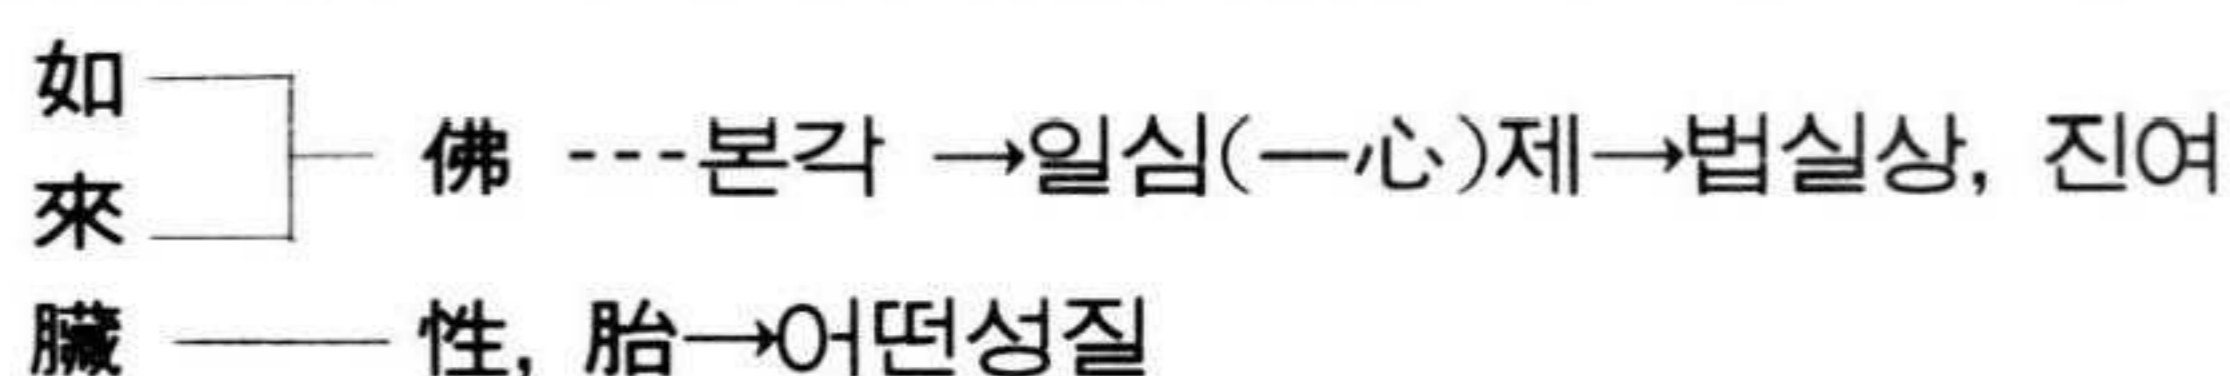 如
佛 ---본각 →일심(一心)제→법실상, 진여
來
臟 性, 胎→어떤성질